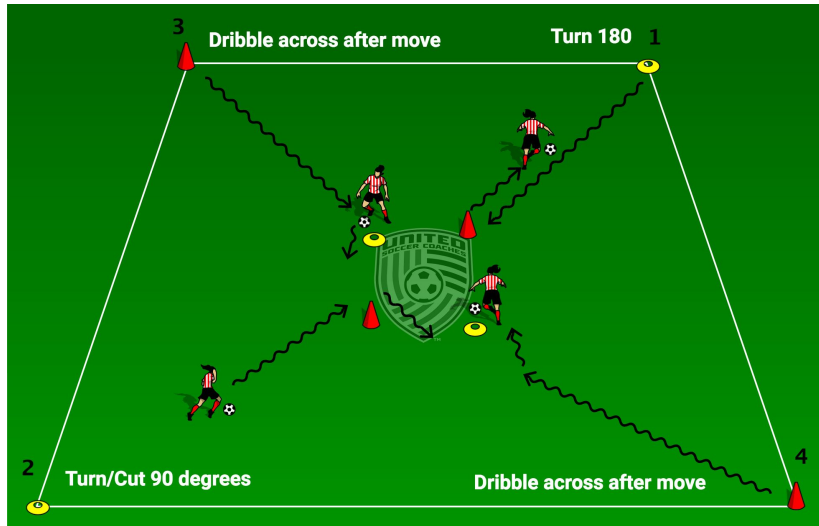 3
Dribble across after move
Turn 180
1
UNITED
SOCCER COACHES
TM
2
Turn/Cut 90 degrees
Dribble across after move
4